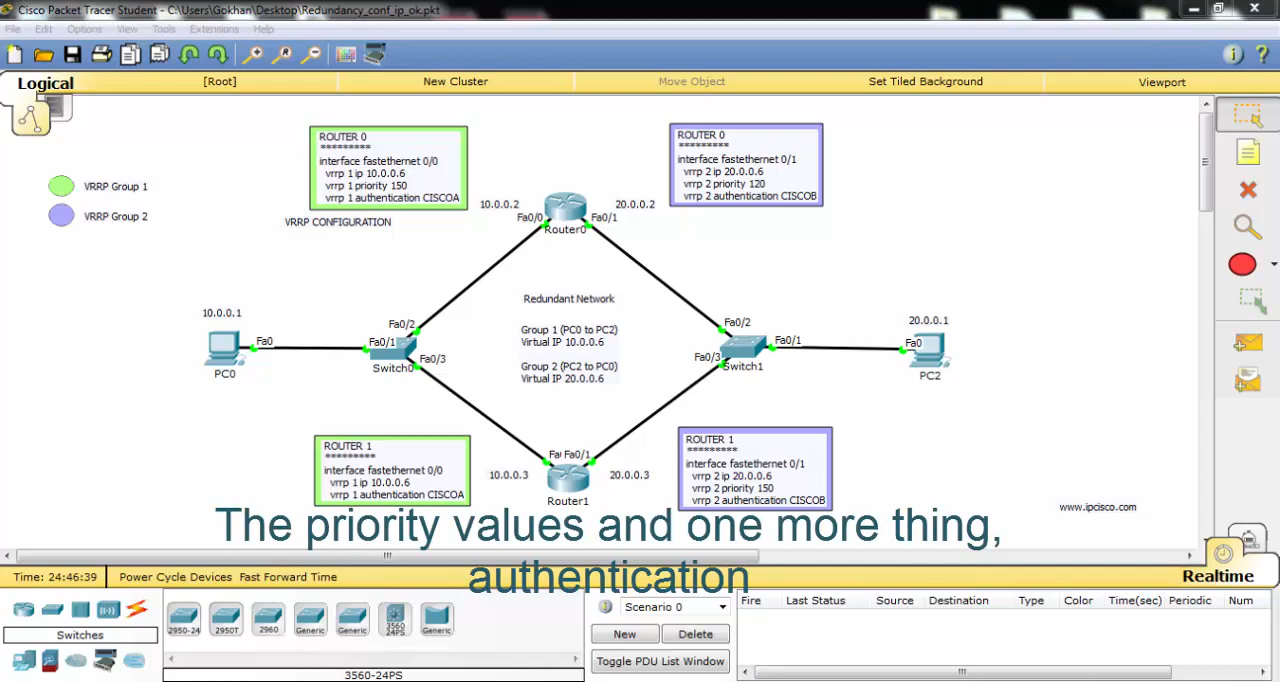 Cisco Packet Tracer Student - C:\Users\Gokhan\Desktop\Redundancy_conf_ip_ok.pkt
File Edit Options View Tools Extensions Help
Logical [Root] New Cluster Move Object Set Tiled Background Viewport
VRRP Group 1
VRRP Group 2
ROUTER 0
*********
interface fastethernet 0/0
vrrp 1 ip 10.0.0.6
vrrp 1 priority 150
vrrp 1 authentication CISCOA
VRRP CONFIGURATION
ROUTER 0
*********
interface fastethernet 0/1
vrrp 2 ip 20.0.0.6
vrrp 2 priority 120
vrrp 2 authentication CISCOB
10.0.0.2 20.0.0.2
Fa0/0 Fa0/1
Router0
Redundant Network
Group 1 (PC0 to PC2)
Virtual IP 10.0.0.6
Group 2 (PC2 to PC0)
Virtual IP 20.0.0.6
10.0.0.1
Fa0
PC0
Fa0/2
Fa0/1
Fa0/3
Switch0
Fa0/2
Fa0/1
Fa0/3
Switch1
20.0.0.1
Fa0
PC2
ROUTER 1
*********
interface fastethernet 0/0
vrrp 1 ip 10.0.0.6
vrrp 1 authentication CISCOA
10.0.0.3 20.0.0.3
Fa0/1
Router1
ROUTER 1
*********
interface fastethernet 0/1
vrrp 2 ip 20.0.0.6
vrrp 2 priority 150
vrrp 2 authentication CISCOB
www.ipcisco.com
The priority values and one more thing,
authentication
Time: 24:46:39 Power Cycle Devices Fast Forward Time Realtime
Switches
2950-24 2950T 2960 Generic Generic 3560 24PS Generic
3560-24PS
Scenario 0
New Delete
Toggle PDU List Window
Fire Last Status Source Destination Type Color Time(sec) Periodic Num